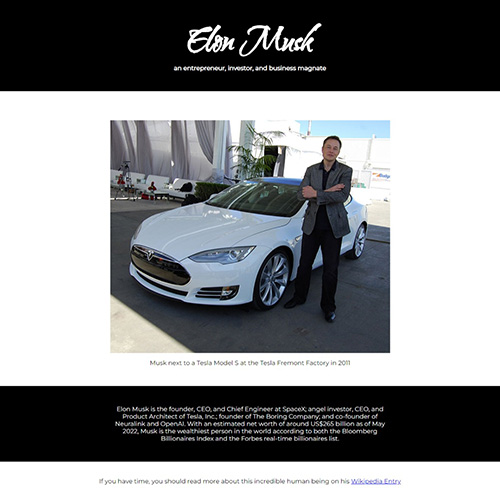 Elon Musk
an entrepreneur, investor, and business magnate
Musk next to a Tesla Model S at the Tesla Fremont Factory in 2011
Elon Musk is the founder, CEO, and Chief Engineer at SpaceX; angel investor, CEO, and
Product Architect of Tesla, Inc.; founder of The Boring Company; and co-founder of
Neuralink and OpenAI. With an estimated net worth of around US$265 billion as of May
2022, Musk is the wealthiest person in the world according to both the Bloomberg
Billionaires Index and the Forbes real-time billionaires list.
If you have time, you should read more about this incredible human being on his Wikipedia Entry